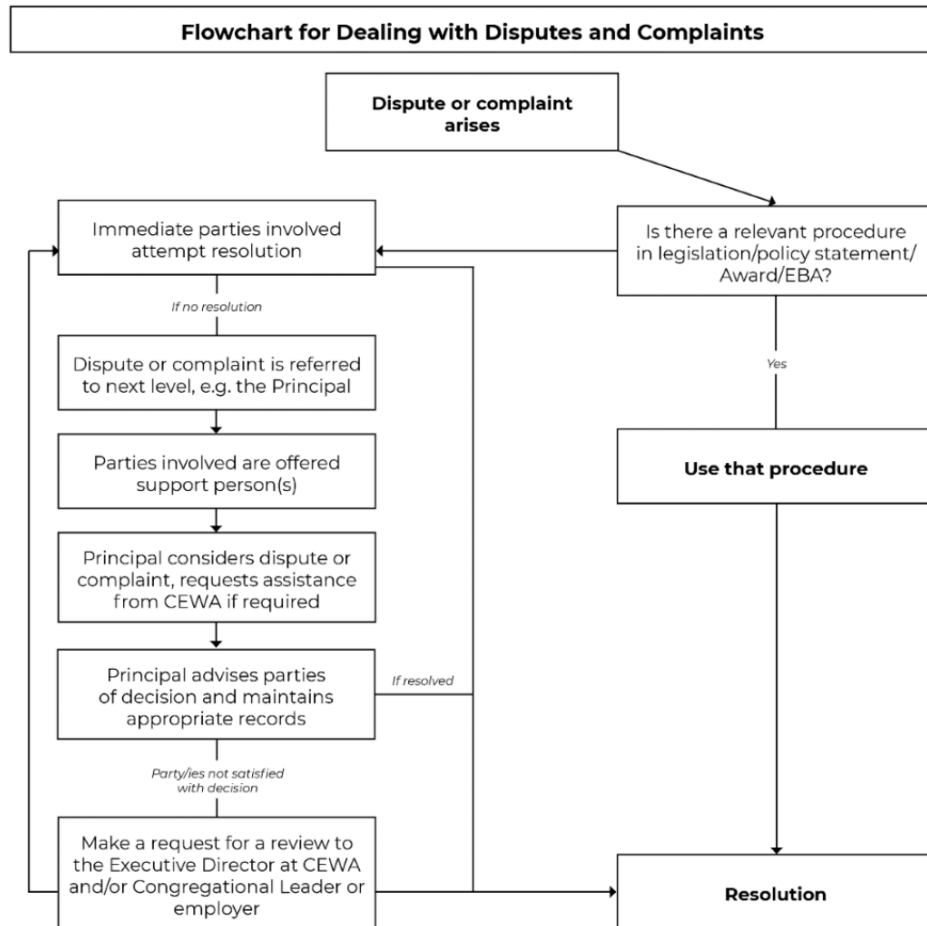 Flowchart for Dealing with Disputes and Complaints
Dispute or complaint
arises
Is there a relevant procedure
in legislation/policy statement/
Award/EBA?
Yes
Use that procedure
Immediate parties involved
attempt resolution
If no resolution
Dispute or complaint is referred
to next level, e.g. the Principal
Parties involved are offered
support person(s)
Principal considers dispute or
complaint, requests assistance
from CEWA if required
Principal advises parties
of decision and maintains
appropriate records
If resolved
Party/ies not satisfied
with decision
Make a request for a review to
the Executive Director at CEWA
and/or Congregational Leader or
employer
Resolution